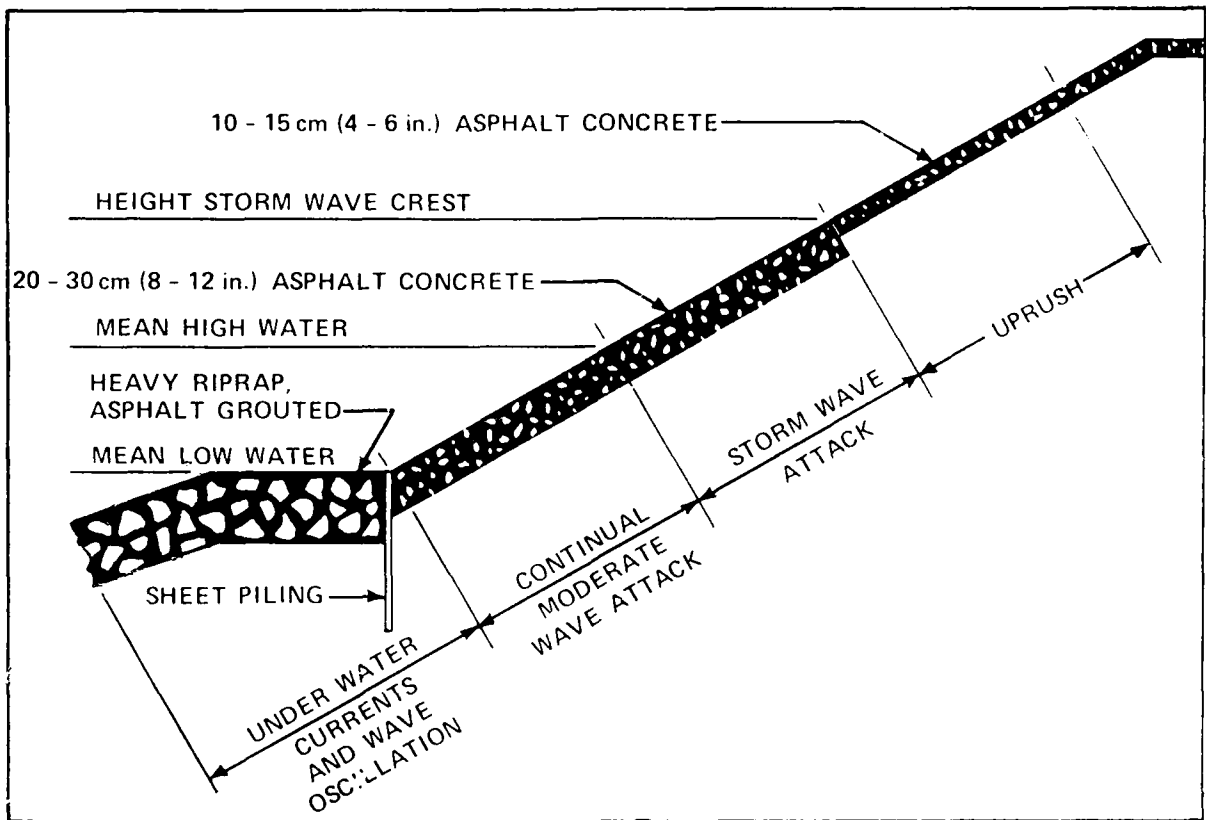 10 - 15 cm (4 - 6 in.) ASPHALT CONCRETE
HEIGHT STORM WAVE CREST
20 - 30 cm (8 - 12 in.) ASPHALT CONCRETE
MEAN HIGH WATER
HEAVY RIPRAP,
ASPHALT GROUTED
MEAN LOW WATER
SHEET PILING
UPRUSH
STORM WAVE
ATTACK
CONTINUAL
MODERATE
WAVE ATTACK
UNDER WATER
CURRENTS
AND WAVE
OSCILLATION